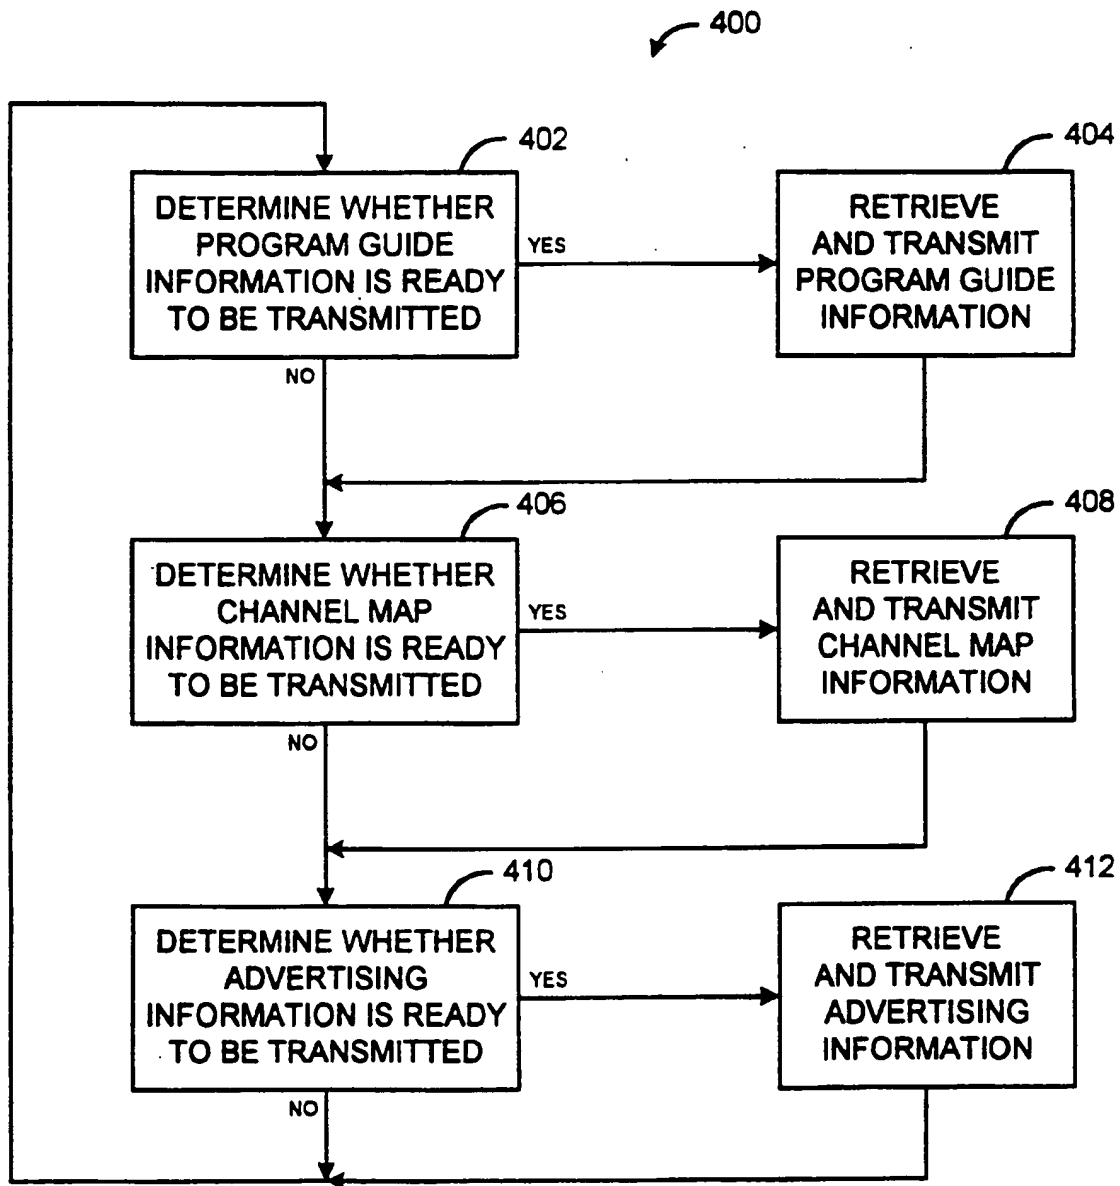 400
402
DETERMINE WHETHER
PROGRAM GUIDE
INFORMATION IS READY
TO BE TRANSMITTED
YES
404
RETRIEVE
AND TRANSMIT
PROGRAM GUIDE
INFORMATION
NO
406
DETERMINE WHETHER
CHANNEL MAP
INFORMATION IS READY
TO BE TRANSMITTED
YES
408
RETRIEVE
AND TRANSMIT
CHANNEL MAP
INFORMATION
NO
410
DETERMINE WHETHER
ADVERTISING
INFORMATION IS READY
TO BE TRANSMITTED
YES
412
RETRIEVE
AND TRANSMIT
ADVERTISING
INFORMATION
NO